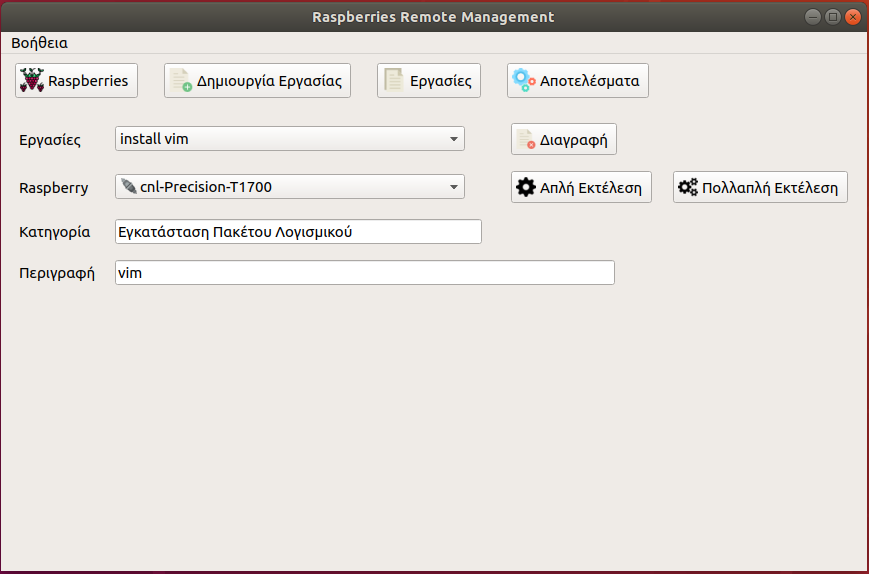 Raspberries Remote Management
Βοήθεια
Raspberries Δημιουργία Εργασίας Εργασίες Αποτελέσματα
Εργασίες install vim Διαγραφή
Raspberry cnl-Precision-T1700 Απλή Εκτέλεση Πολλαπλή Εκτέλεση
Κατηγορία Εγκατάσταση Πακέτου Λογισμικού
Περιγραφή vim